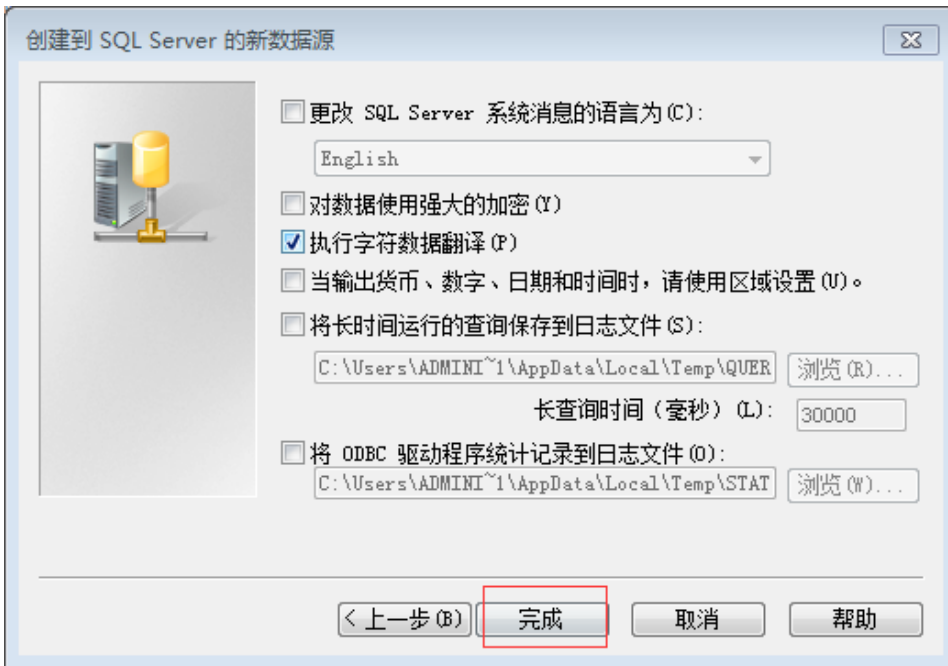 创建到 SQL Server 的新数据源
更改 SQL Server 系统消息的语言为(C):
English
对数据使用强大的加密(Y)
执行字符数据翻译(P)
当输出货币、数字、日期和时间时，请使用区域设置(U)。
将长时间运行的查询保存到日志文件(S):
C:\Users\ADMINI~1\AppData\Local\Temp\QUER 浏览(R)...
长查询时间（毫秒）(L): 30000
将 ODBC 驱动程序统计记录到日志文件(O):
C:\Users\ADMINI~1\AppData\Local\Temp\STAT 浏览(W)...
< 上一步(B) 完成 取消 帮助